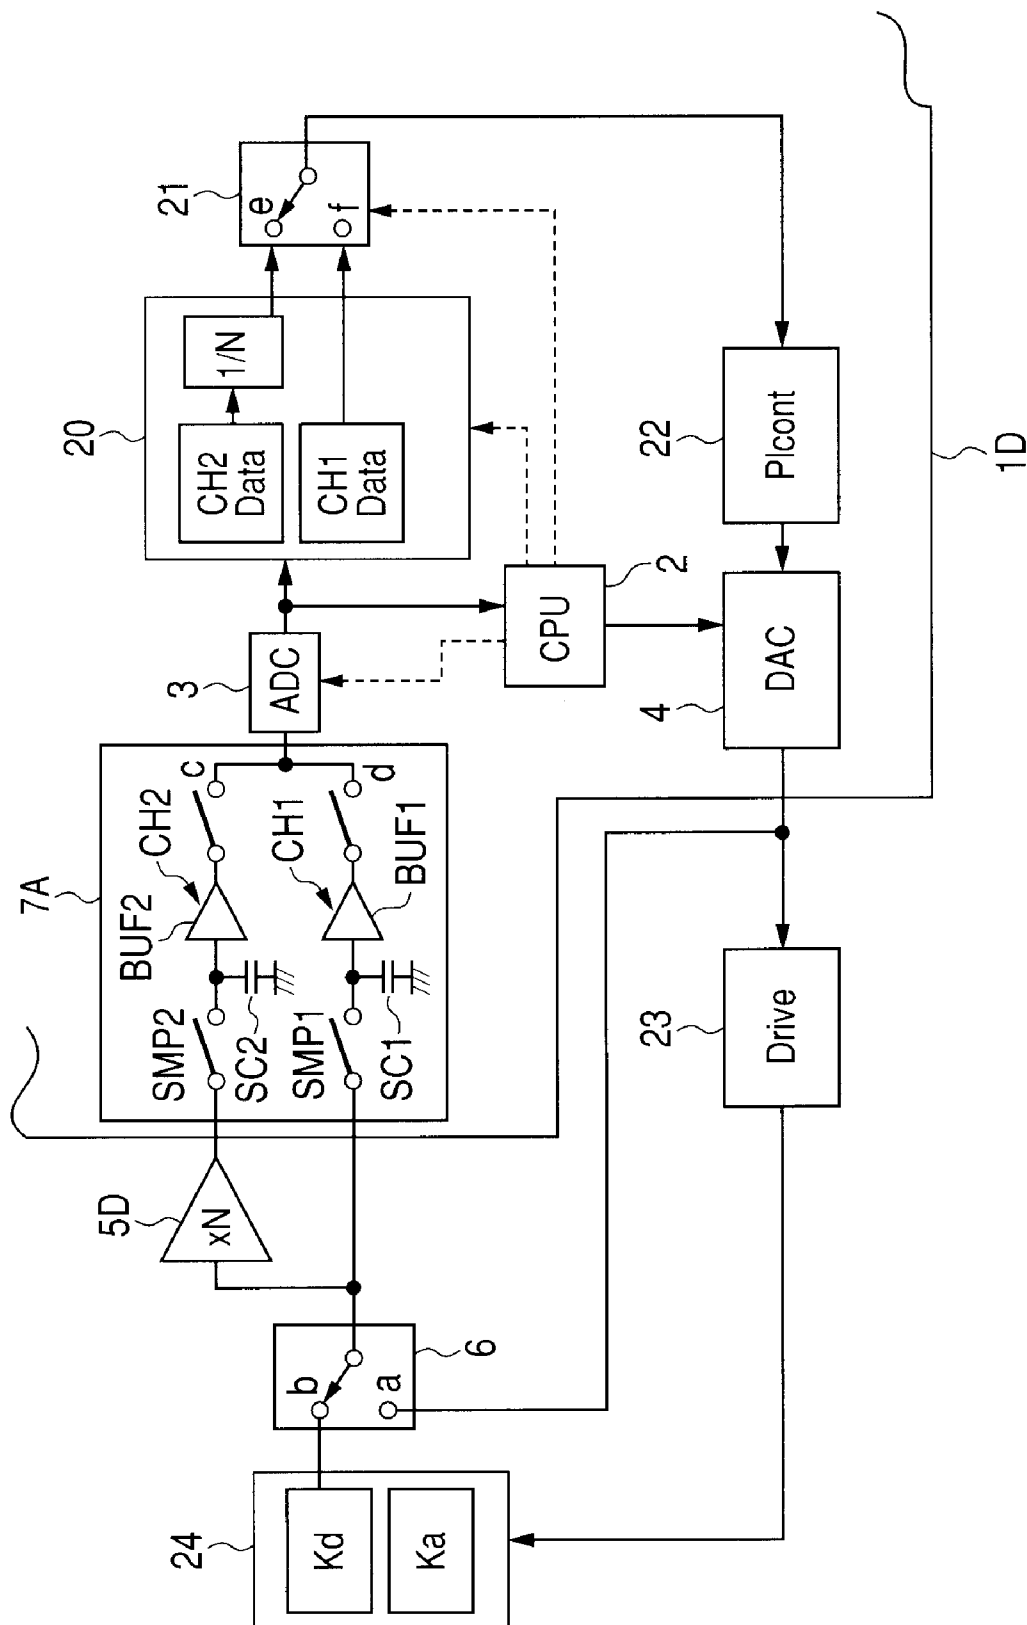 24
Kd
Ka
6
b
a
5D
xN
7A
SMP2
SC2
BUF2
CH2
c
SMP1
SC1
BUF1
CH1
d
3
ADC
20
CH2
Data
1/N
CH1
Data
21
e
f
2
CPU
22
PIcont
4
DAC
23
Drive
1D